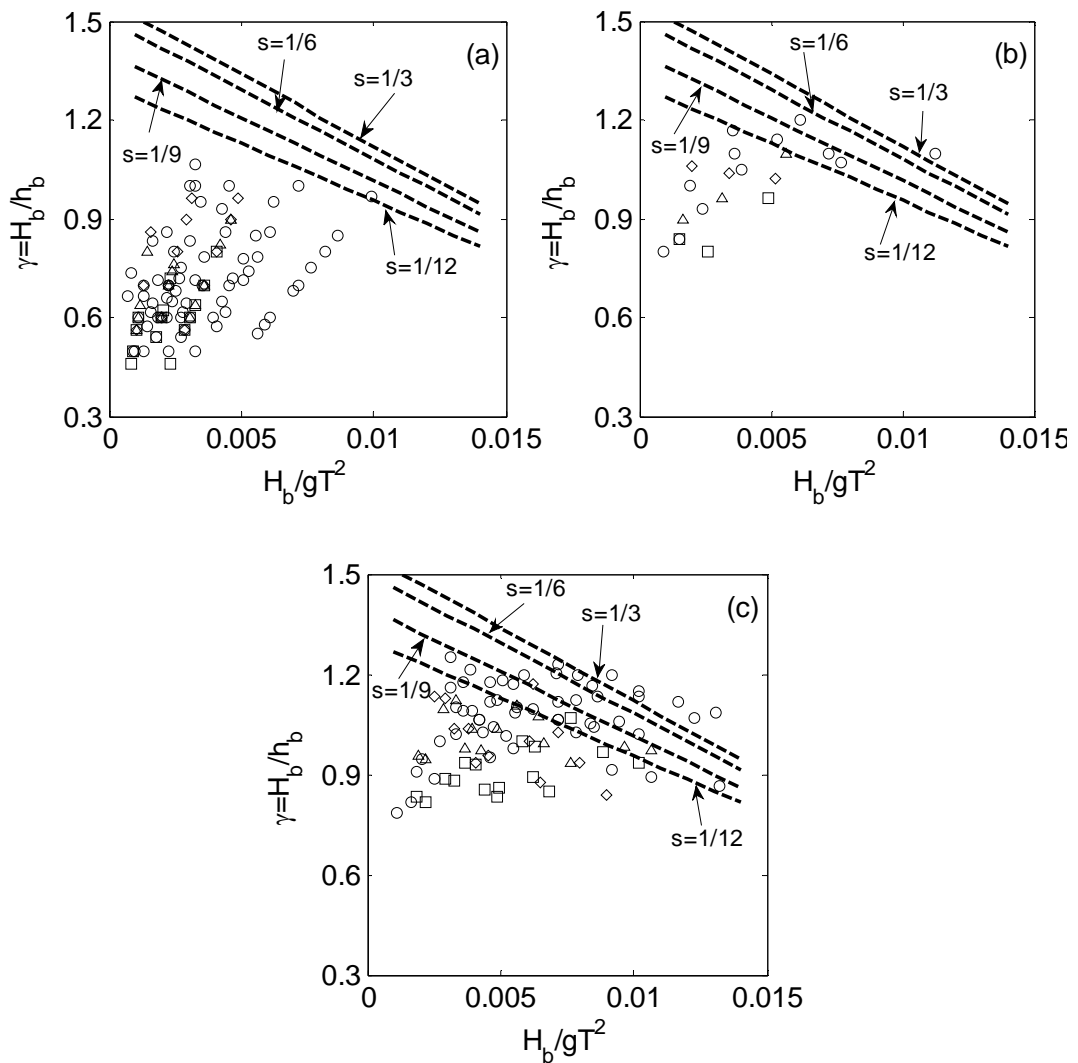 1.5
1.2
0.9
0.6
0.3
0
0.005
0.01
0.015
γ=H_b/h_b
H_b/gT^2
(a)
s=1/6
s=1/3
s=1/9
s=1/12
1.5
1.2
0.9
0.6
0.3
0
0.005
0.01
0.015
γ=H_b/h_b
H_b/gT^2
(b)
s=1/6
s=1/3
s=1/9
s=1/12
1.5
1.2
0.9
0.6
0.3
0
0.005
0.01
0.015
γ=H_b/h_b
H_b/gT^2
(c)
s=1/6
s=1/3
s=1/9
s=1/12